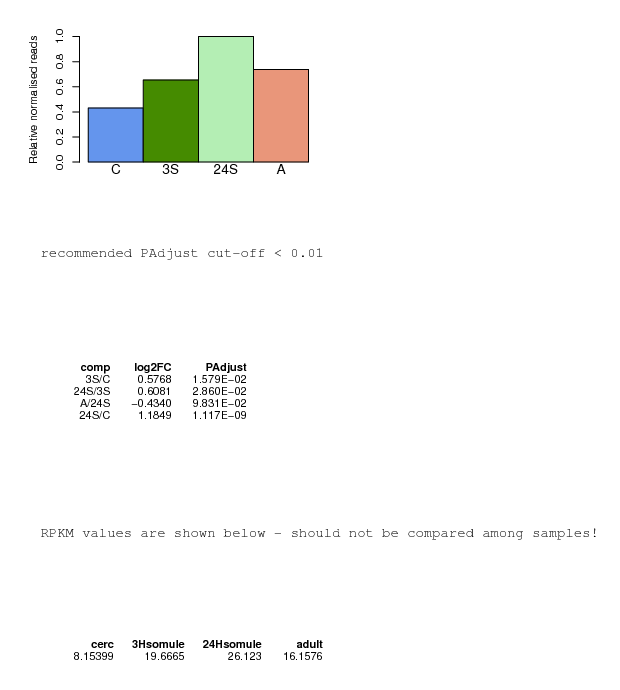 Relative normalised reads
1.0
0.8
0.6
0.4
0.2
0.0
C 3S 24S A
recommended PAdjust cut-off < 0.01
comp log2FC PAdjust
3S/C 0.5768 1.579E-02
24S/3S 0.6081 2.860E-02
A/24S -0.4340 9.831E-02
24S/C 1.1849 1.117E-09
RPKM values are shown below - should not be compared among samples!
cerc 3Hsomule 24Hsomule adult
8.15399 19.6665 26.123 16.1576